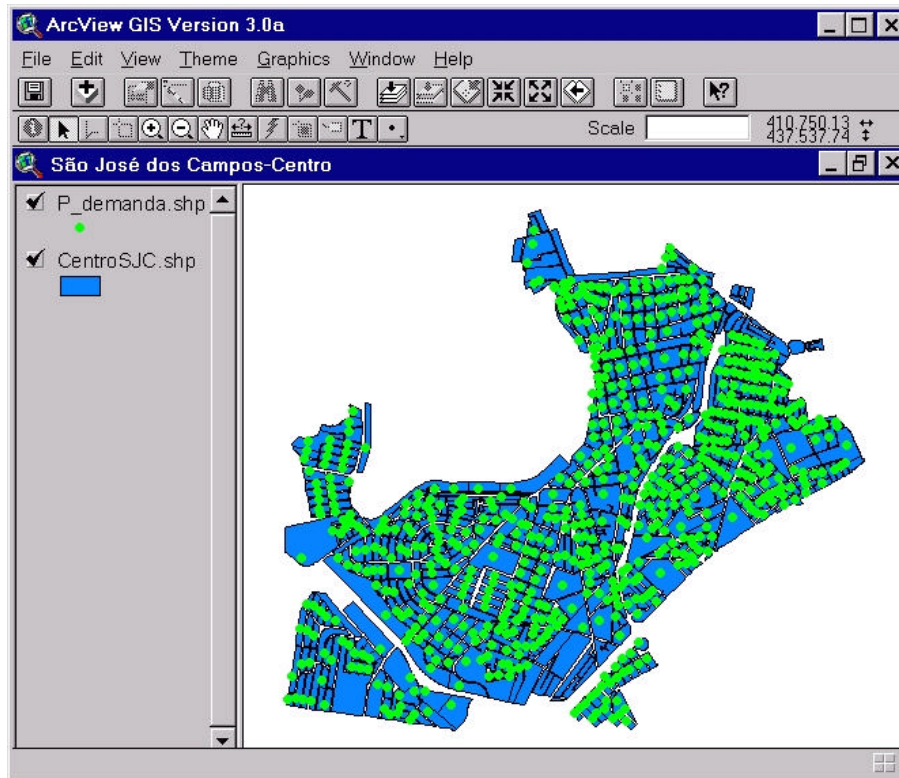 ArcView GIS Version 3.0a
File Edit View Theme Graphics Window Help
T
Scale
410.750.13
437.537.74
São José dos Campos-Centro
P_demanda.shp
CentroSJC.shp